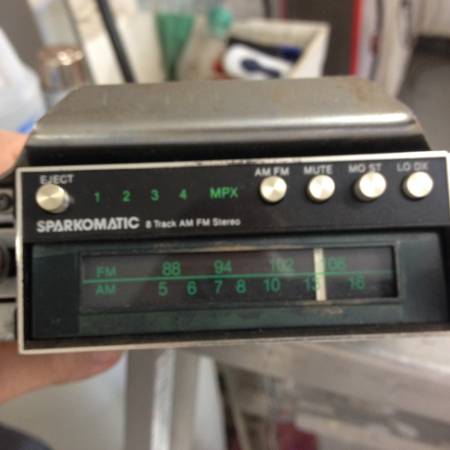 EJECT 1 2 3 4 MPX AM FM MUTE MO ST LO DX
SPARKOMATIC 8 Track AM FM Stereo
FM 88 94 102 106
AM 5 6 7 8 10 13 16